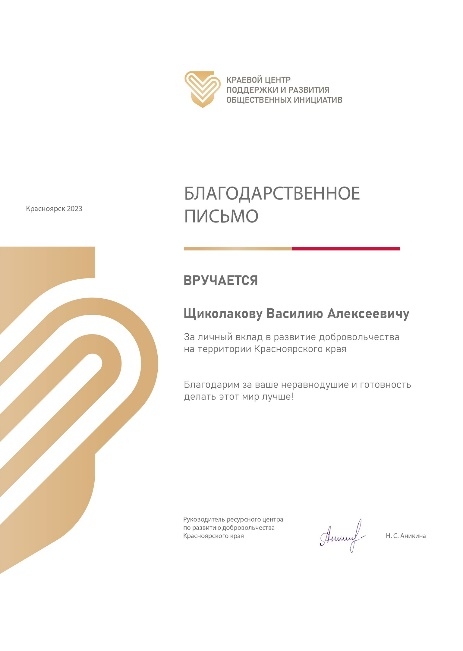 КРАЕВОЙ ЦЕНТР
ПОДДЕРЖКИ И РАЗВИТИЯ
ОБЩЕСТВЕННЫХ ИНИЦИАТИВ
Красноярск 2023
БЛАГОДАРСТВЕННОЕ
ПИСЬМО
ВРУЧАЕТСЯ
Щиколакову Василию Алексеевичу
За личный вклад в развитие добровольчества
на территории Красноярского края
Благодарим за ваше неравнодушие и готовность
делать этот мир лучше!
Руководитель ресурсного центра
по развитию добровольчества
Красноярского края
Н. С. Аникина